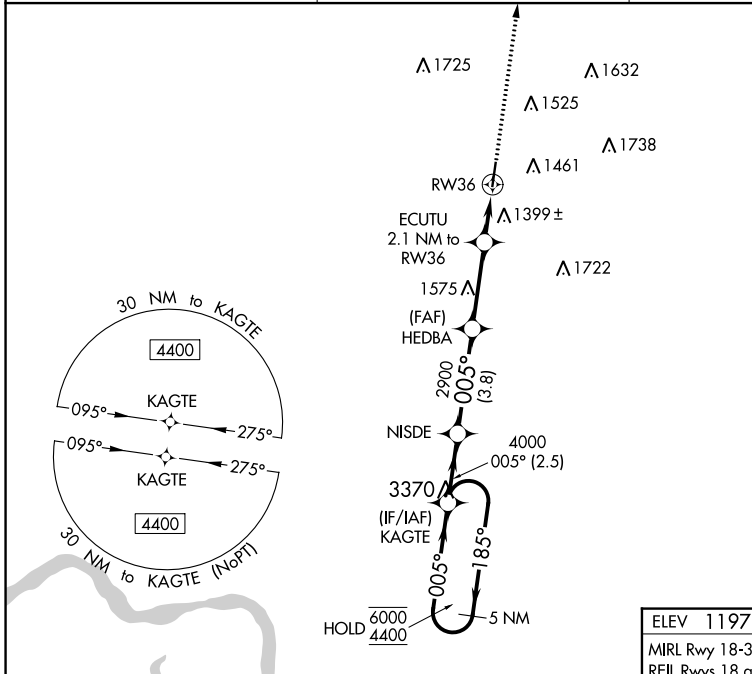 1725
1632
1525
1738
1461
RW36
1399 ±
ECUTU
2.1 NM to
RW36
1722
1575
(FAF)
HEDBA
30 NM to KAGTE
4400
KAGTE
095°
275°
095°
275°
KAGTE
4400
30 NM to KAGTE (NoPT)
2900
005°
(3.8)
NISDE
4000
005° (2.5)
3370
(IF/IAF)
KAGTE
005°
185°
HOLD
6000
4400
5 NM
ELEV 1197
MIRL Rwy 18-3
REIL Rwys 18 a